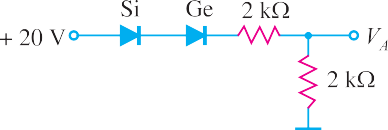 Si Ge 2 kΩ
+ 20 V V_A
2 kΩ